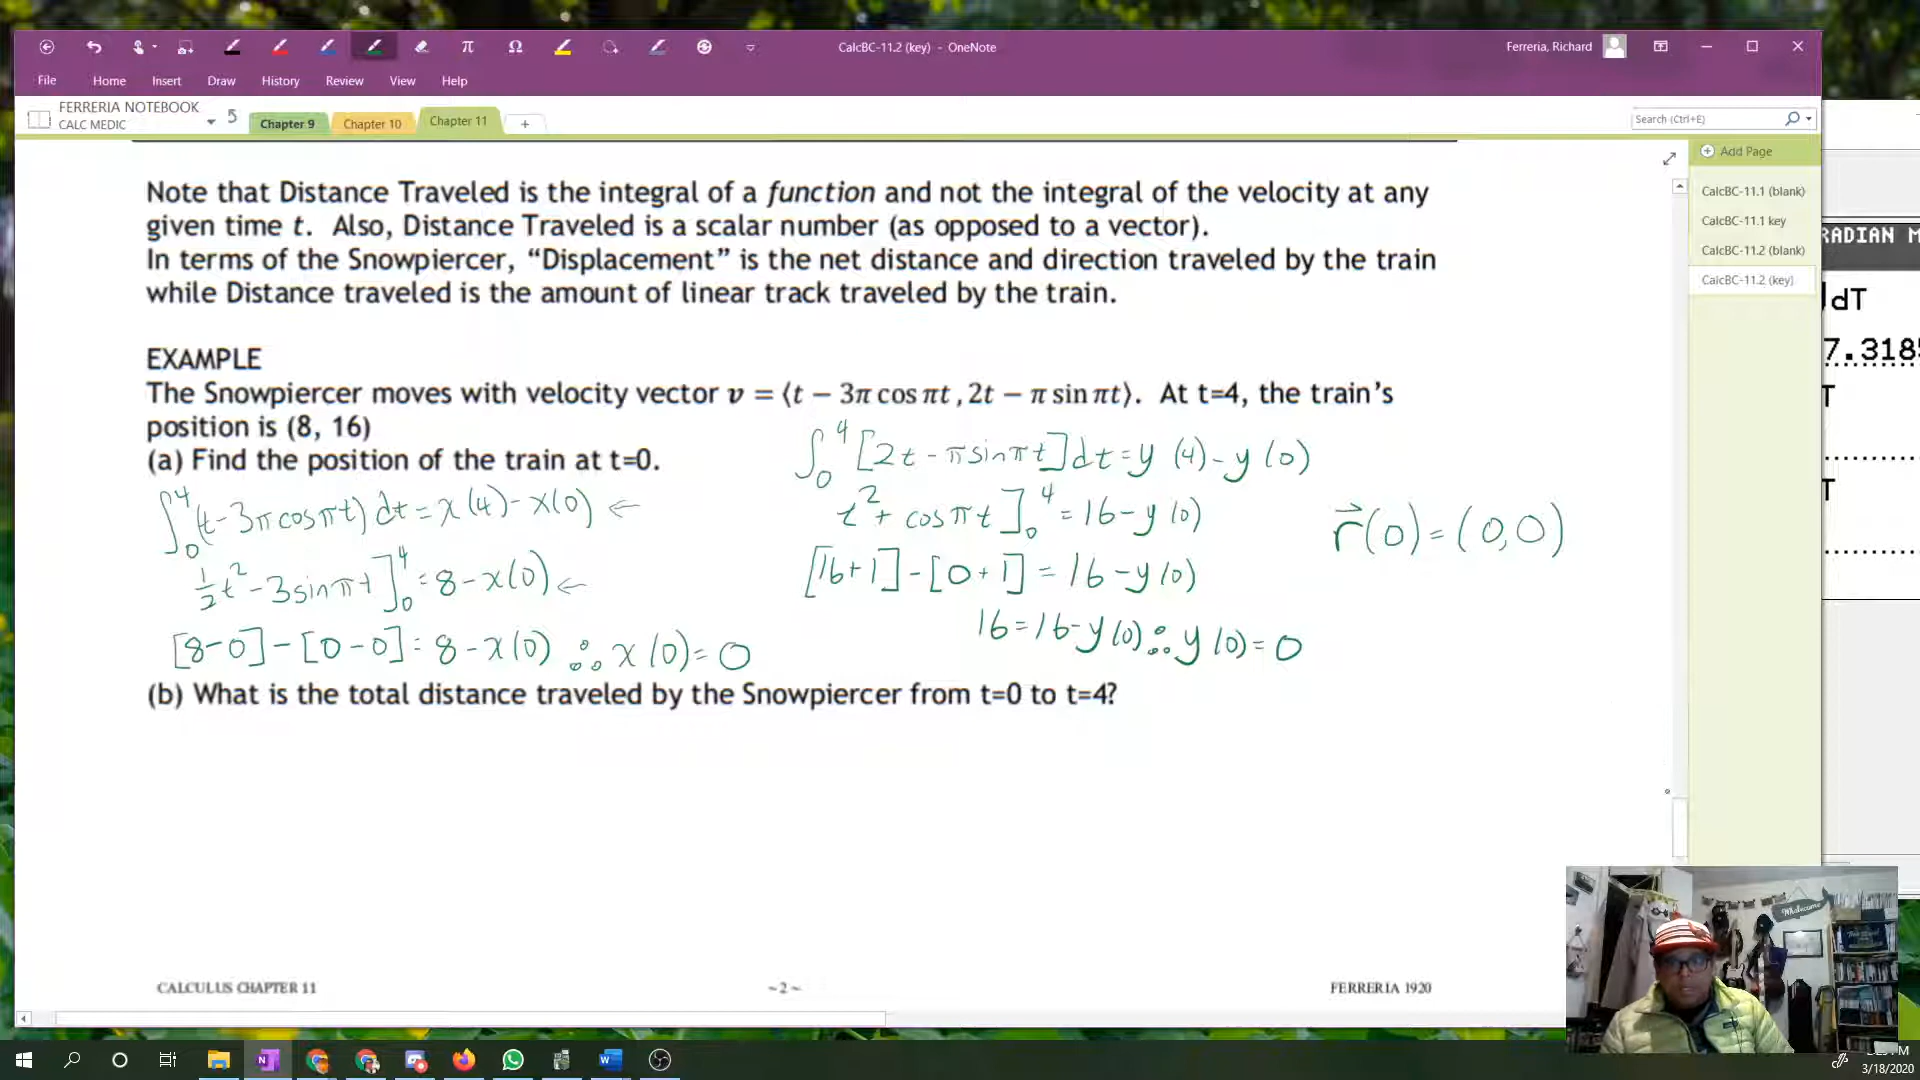 CalcBC-11.2 (key) - OneNote
Ferreria, Richard
File Home Insert Draw History Review View Help
FERRERIA NOTEBOOK
CALC MEDIC
5
Chapter 9 Chapter 10 Chapter 11 +
Search (Ctrl+E)
Add Page
CalcBC-11.1 (blank)
CalcBC-11.1 key
CalcBC-11.2 (blank)
CalcBC-11.2 (key)
Note that Distance Traveled is the integral of a function and not the integral of the velocity at any
given time t. Also, Distance Traveled is a scalar number (as opposed to a vector).
In terms of the Snowpiercer, “Displacement” is the net distance and direction traveled by the train
while Distance traveled is the amount of linear track traveled by the train.
EXAMPLE
The Snowpiercer moves with velocity vector v = ⟨t − 3π cos πt , 2t − π sin πt⟩. At t=4, the train’s
position is (8, 16)
(a) Find the position of the train at t=0.
∫₀⁴ (t - 3π cos πt) dt = x(4) - x(0) ←
½t² - 3 sin πt ]₀⁴ = 8 - x(0) ←
[8-0] - [0-0] = 8 - x(0) ∴ x(0) = 0
∫₀⁴ [2t - π sin πt] dt = y(4) - y(0)
t² + cos πt ]₀⁴ = 16 - y(0)
[16+1] - [0+1] = 16 - y(0)
16 = 16 - y(0) ∴ y(0) = 0
r⃗(0) = (0,0)
(b) What is the total distance traveled by the Snowpiercer from t=0 to t=4?
CALCULUS CHAPTER 11
~2~
FERRERIA 1920
RADIAN M
dT
7.318
T
T
3/18/2020